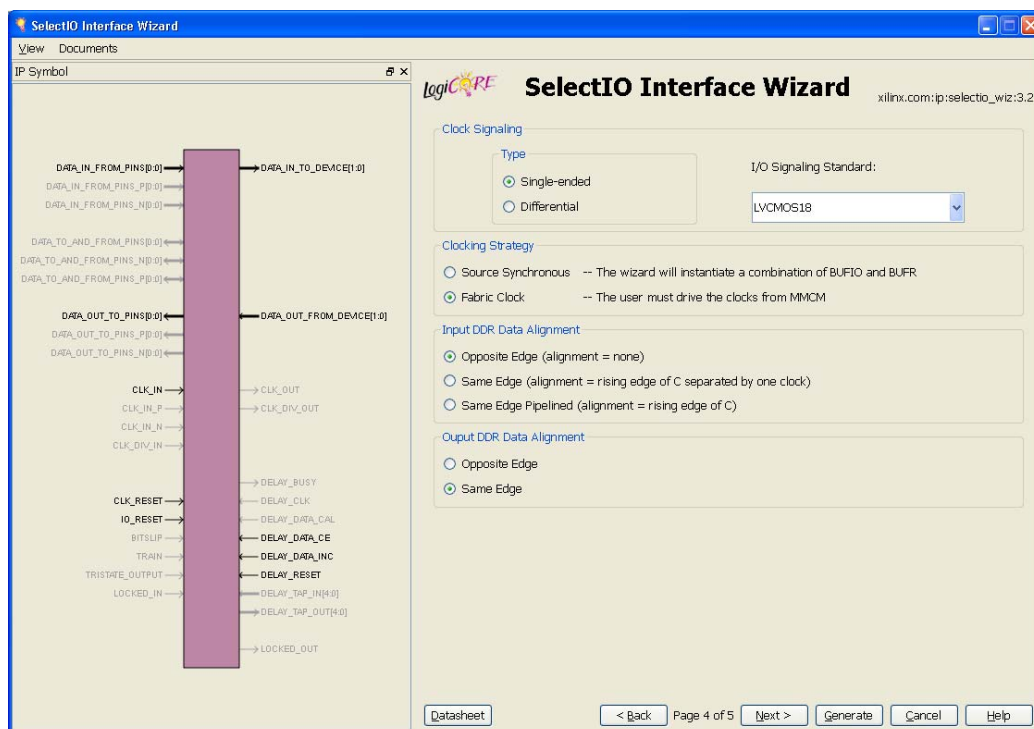 SelectIO Interface Wizard
View Documents
IP Symbol
DATA_IN_FROM_PINS[0:0]
DATA_IN_FROM_PINS_P[0:0]
DATA_IN_FROM_PINS_N[0:0]
DATA_TO_AND_FROM_PINS[0:0]
DATA_TO_AND_FROM_PINS_N[0:0]
DATA_TO_AND_FROM_PINS_P[0:0]
DATA_OUT_TO_PINS[0:0]
DATA_OUT_TO_PINS_P[0:0]
DATA_OUT_TO_PINS_N[0:0]
CLK_IN
CLK_IN_P
CLK_IN_N
CLK_DIV_IN
CLK_RESET
IO_RESET
BITSLIP
TRAIN
TRISTATE_OUTPUT
LOCKED_IN
DATA_IN_TO_DEVICE[1:0]
DATA_OUT_FROM_DEVICE[1:0]
CLK_OUT
CLK_DIV_OUT
DELAY_BUSY
DELAY_CLK
DELAY_DATA_CAL
DELAY_DATA_CE
DELAY_DATA_INC
DELAY_RESET
DELAY_TAP_IN[4:0]
DELAY_TAP_OUT[4:0]
LOCKED_OUT
LogiCORE
SelectIO Interface Wizard
xilinx.com:ip:selectio_wiz:3.2
Clock Signaling
Type
Single-ended
Differential
I/O Signaling Standard:
LVCMOS18
Clocking Strategy
Source Synchronous -- The wizard will instantiate a combination of BUFIO and BUFR
Fabric Clock -- The user must drive the clocks from MMCM
Input DDR Data Alignment
Opposite Edge (alignment = none)
Same Edge (alignment = rising edge of C separated by one clock)
Same Edge Pipelined (alignment = rising edge of C)
Ouput DDR Data Alignment
Opposite Edge
Same Edge
Datasheet
< Back Page 4 of 5 Next > Generate Cancel Help